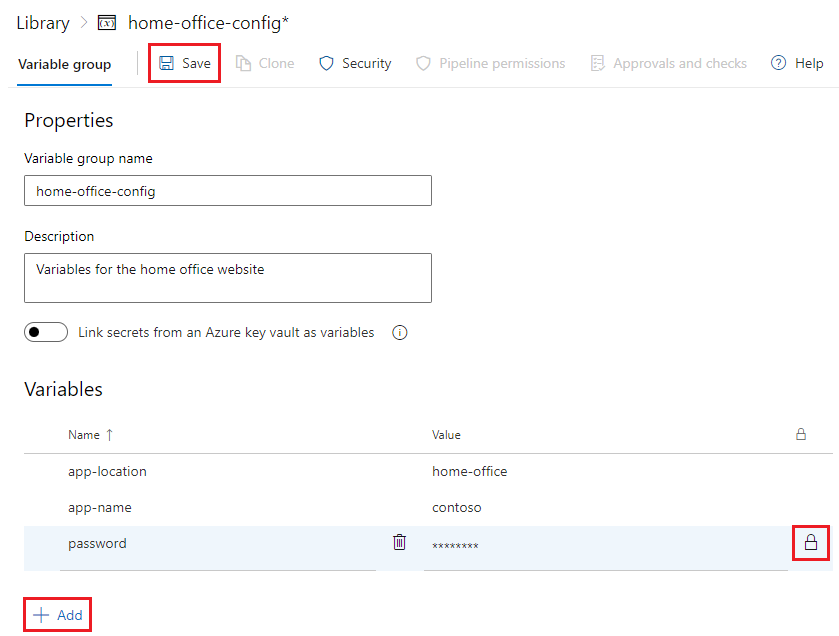 Library > (x) home-office-config*
Variable group Save Clone Security Pipeline permissions Approvals and checks ? Help
Properties
Variable group name
home-office-config
Description
Variables for the home office website
Link secrets from an Azure key vault as variables i
Variables
Name ↑ Value
app-location home-office
app-name contoso
password ********
+ Add